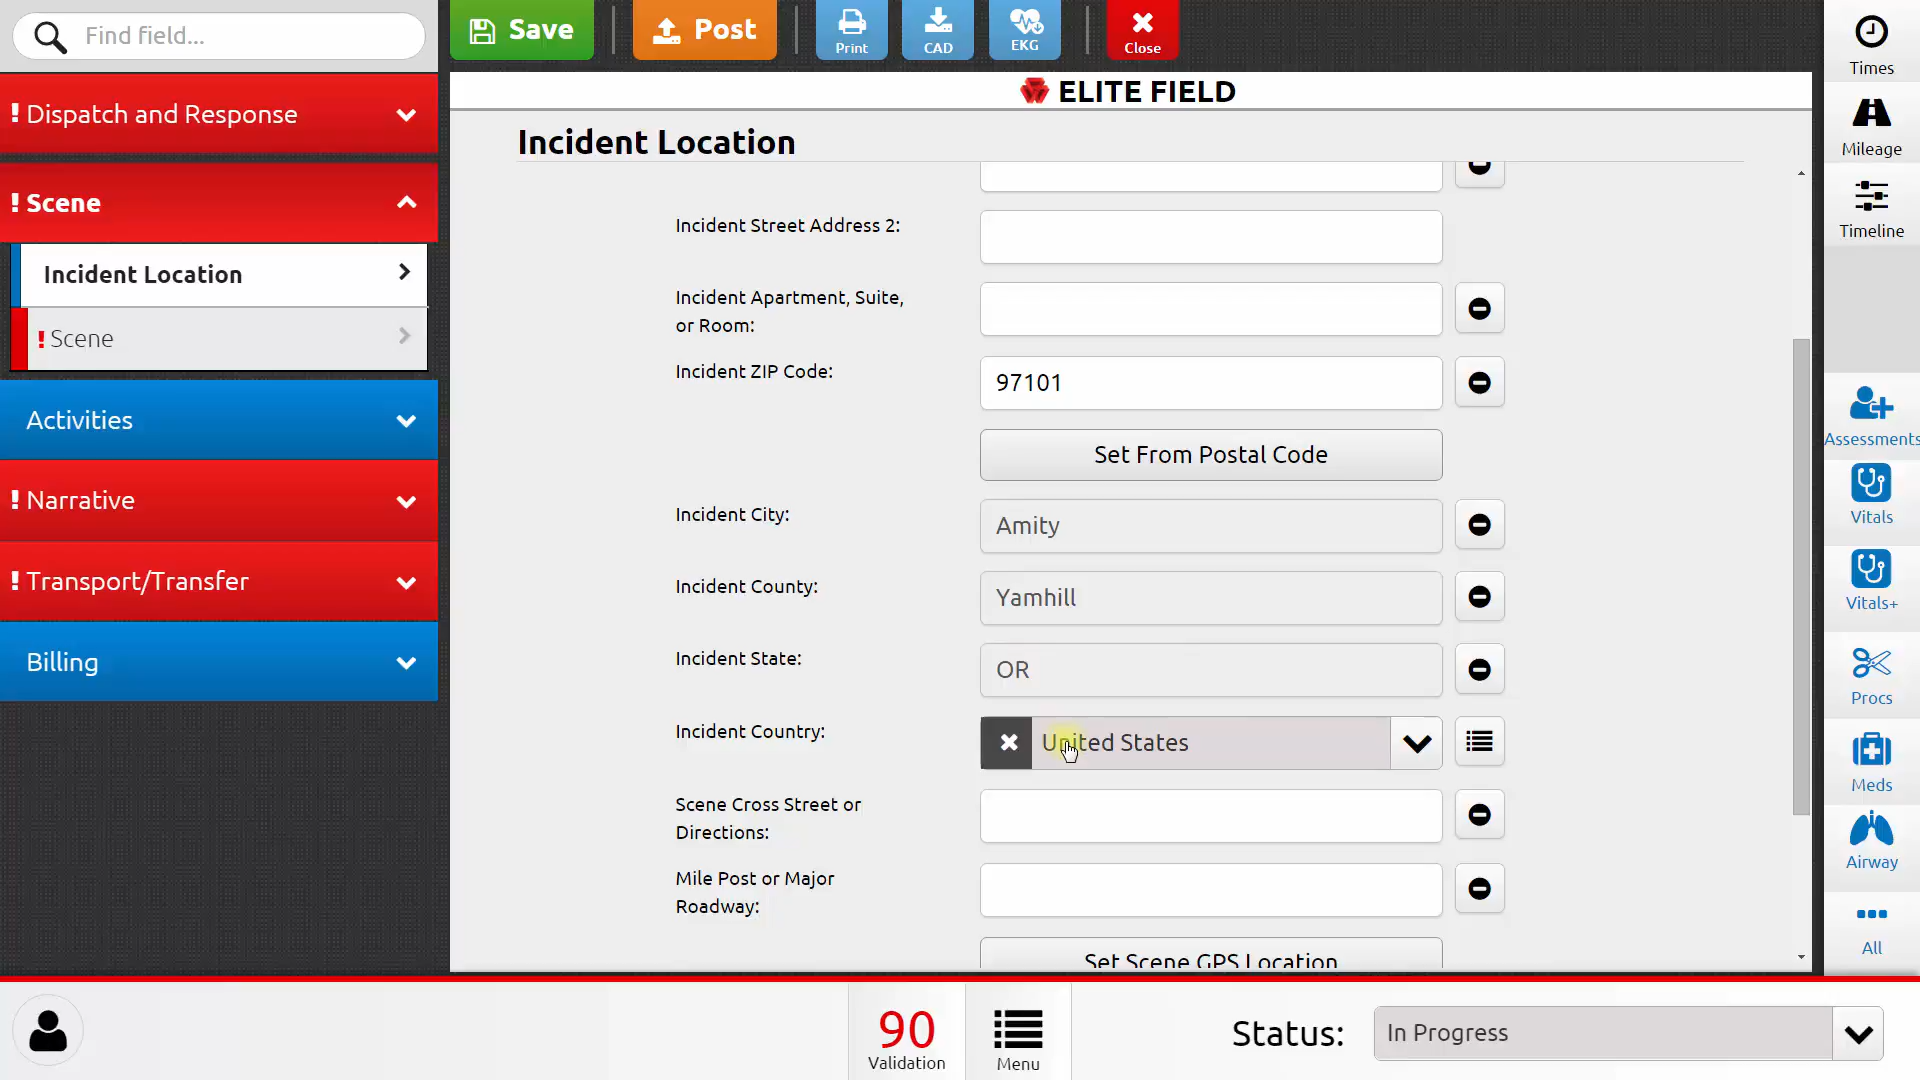 Find field...
Save
Post
Print
CAD
EKG
Close
Times
Mileage
Timeline
Assessments
Vitals
Vitals+
Procs
Meds
Airway
All
! Dispatch and Response
! Scene
Incident Location
! Scene
Activities
! Narrative
! Transport/Transfer
Billing
ELITE FIELD
Incident Location
Incident Street Address 2:
Incident Apartment, Suite,
or Room:
Incident ZIP Code:
97101
Set From Postal Code
Incident City:
Amity
Incident County:
Yamhill
Incident State:
OR
Incident Country:
United States
Scene Cross Street or
Directions:
Mile Post or Major
Roadway:
Set Scene GPS Location
90
Validation
Menu
Status:
In Progress